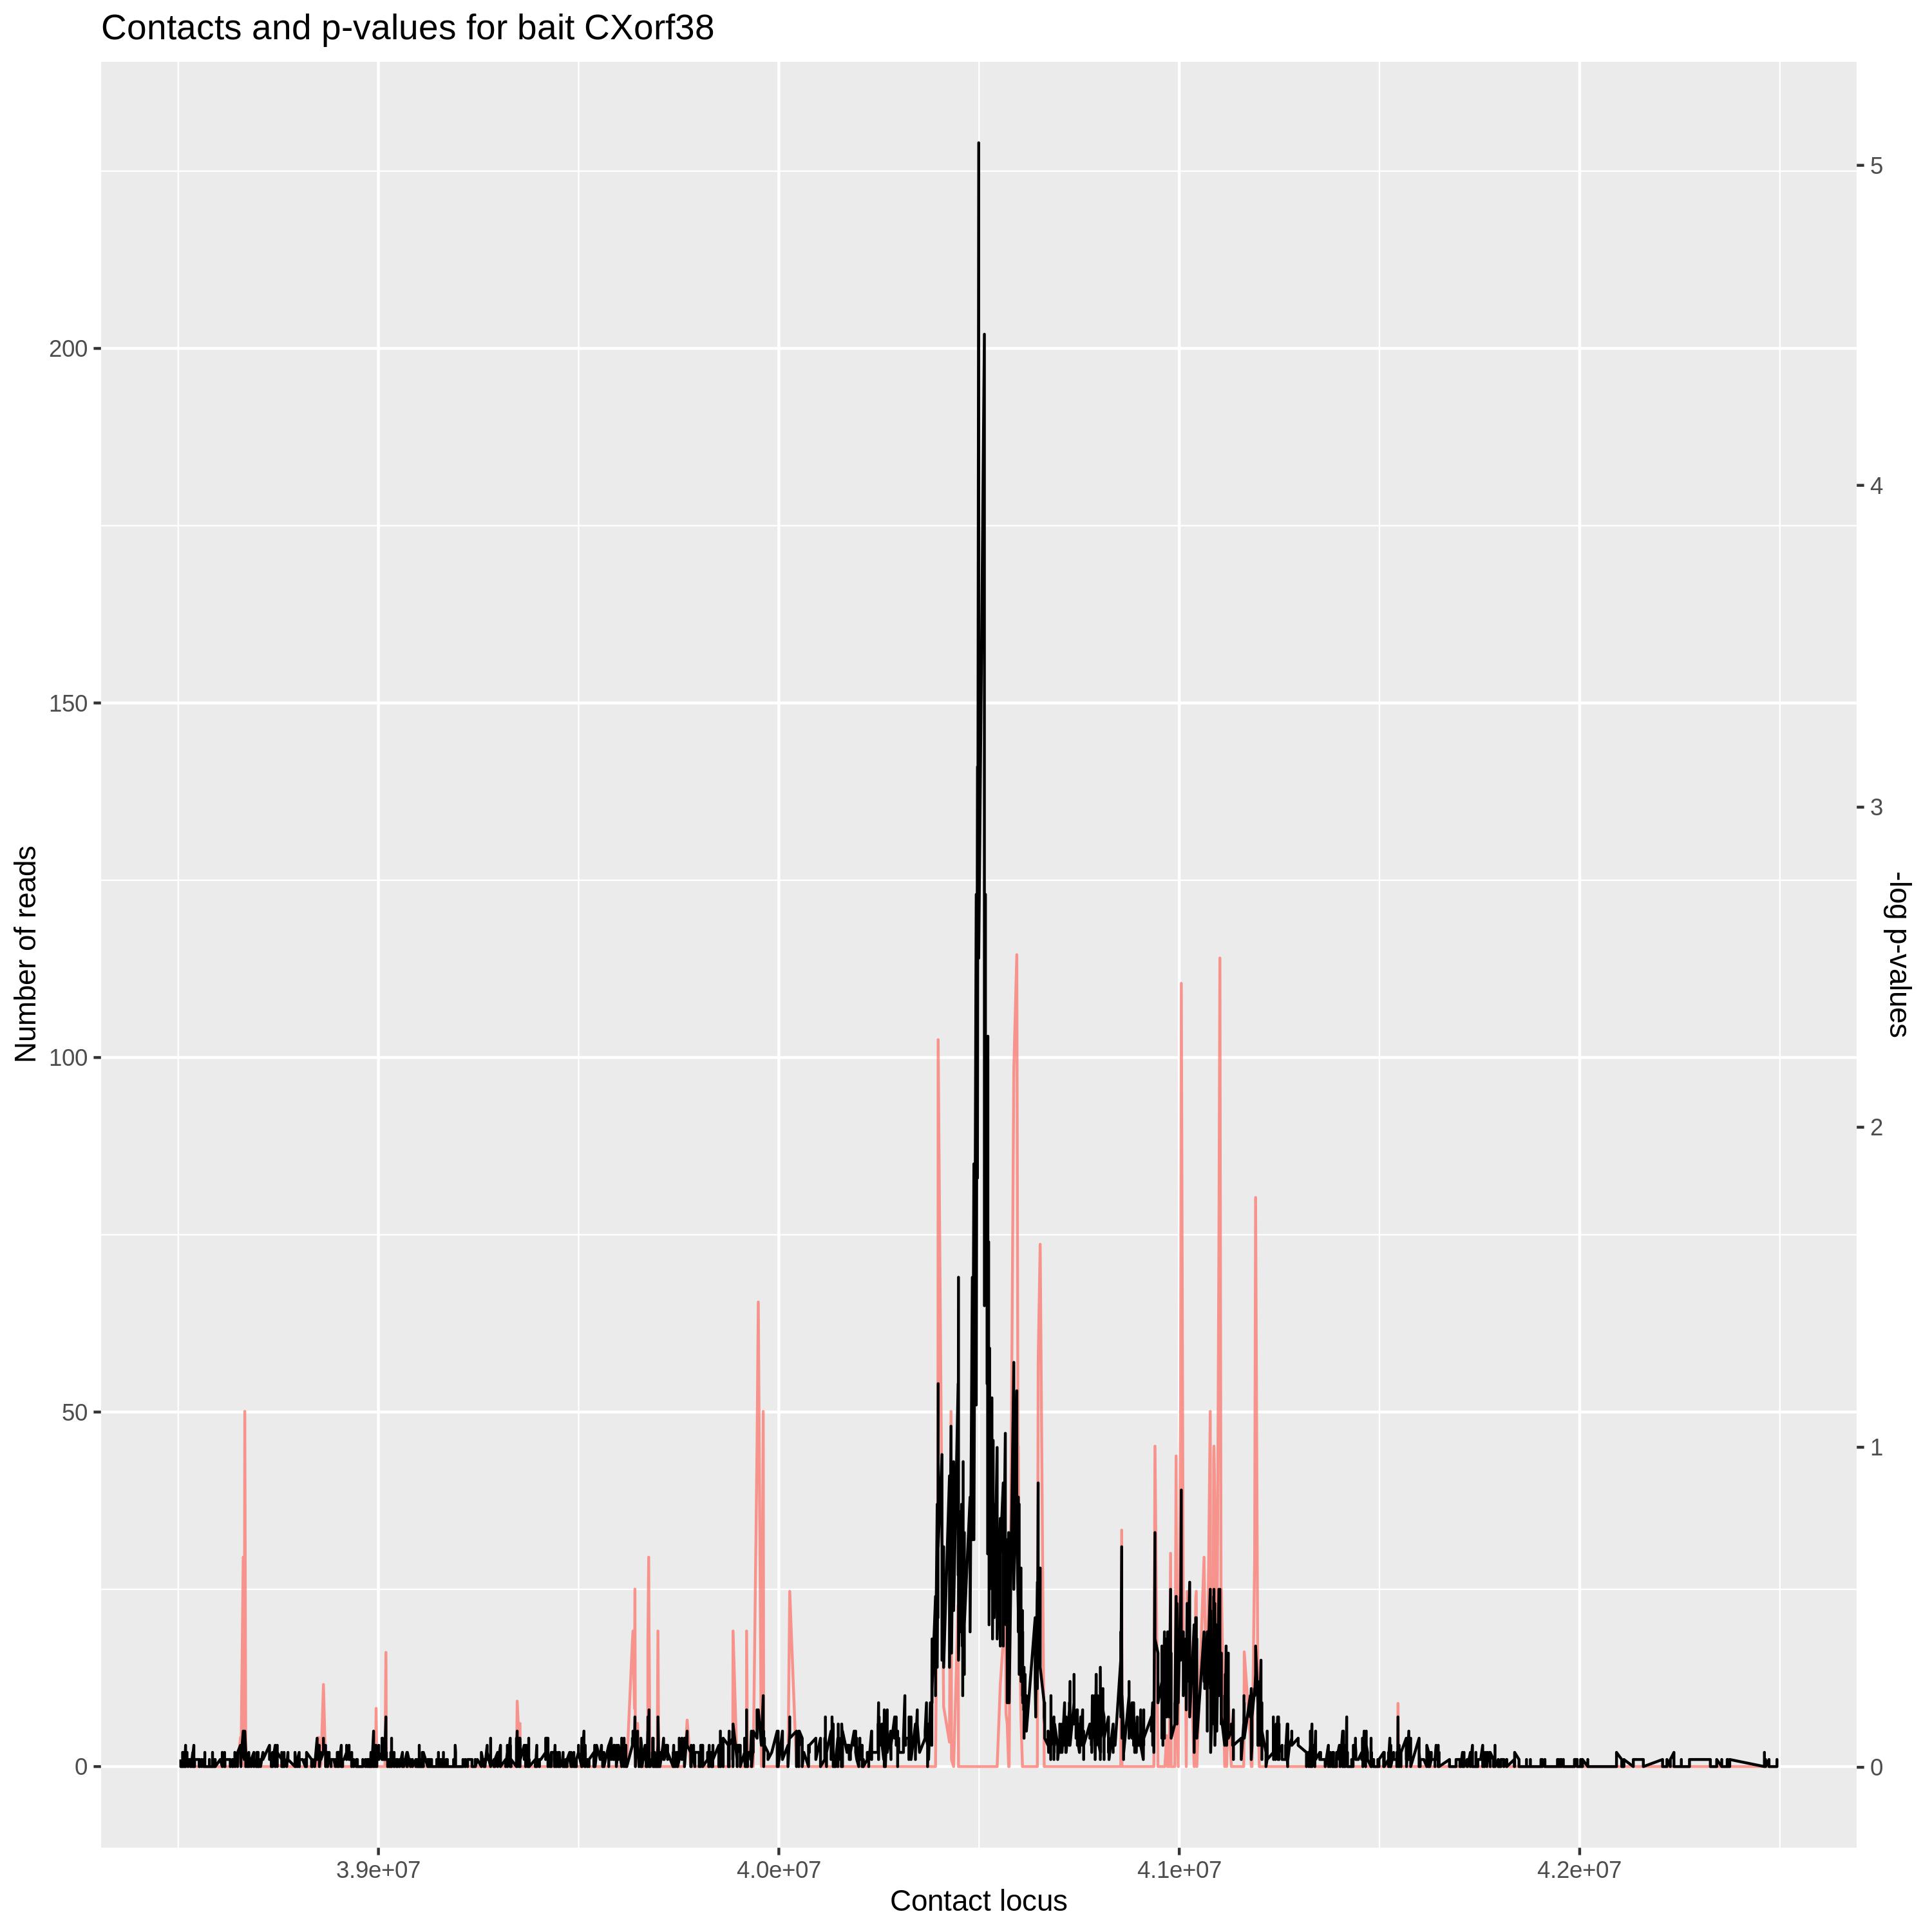 Contacts and p-values for bait CXorf38
Number of reads
200
150
100
50
0
5
4
3
2
1
0
-log p-values
3.9e+07
4.0e+07
4.1e+07
4.2e+07
Contact locus